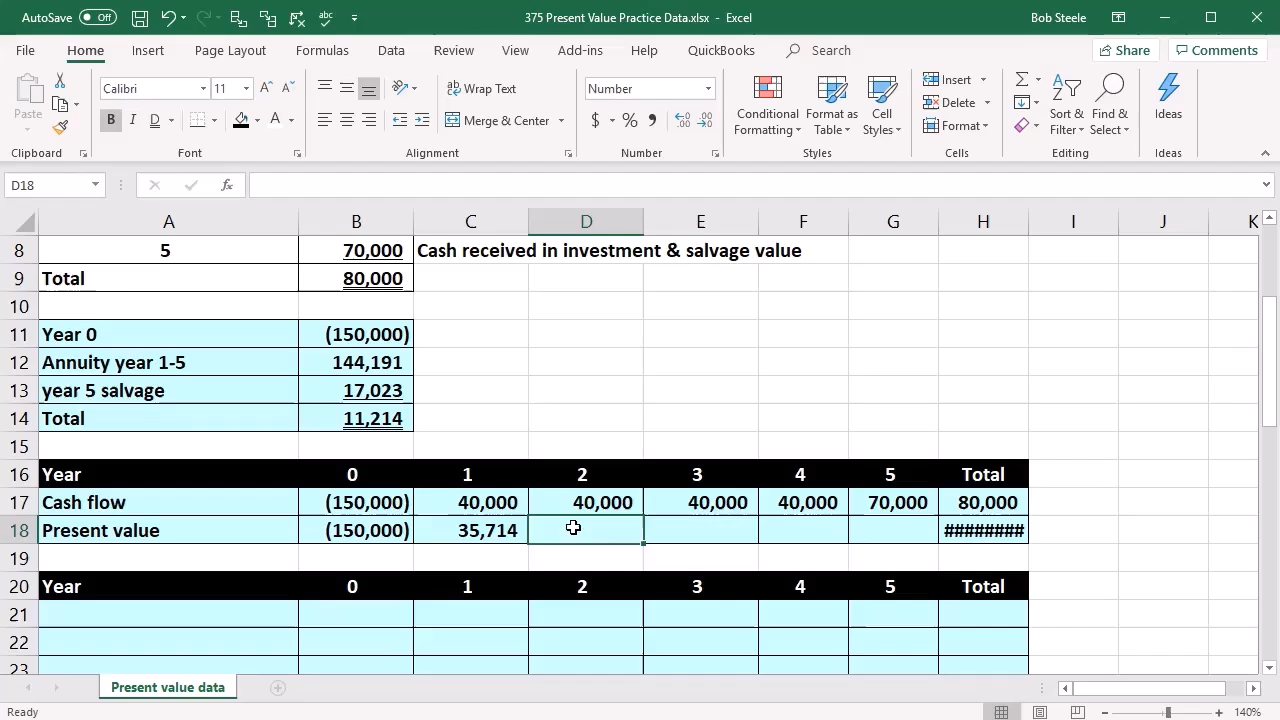 AutoSave Off 375 Present Value Practice Data.xlsx - Excel Bob Steele
File Home Insert Page Layout Formulas Data Review View Add-ins Help QuickBooks Search Share Comments
Paste Calibri 11 Wrap Text Number Conditional Formatting Format as Table Cell Styles Insert Sort & Filter Find & Select Ideas
B I D Merge & Center $ % Delete
Format
Clipboard Font Alignment Number Styles Cells Editing Ideas
D18 fx
A B C D E F G H I J K
8 5 70,000 Cash received in investment & salvage value
9 Total 80,000
10
11 Year 0 (150,000)
12 Annuity year 1-5 144,191
13 year 5 salvage 17,023
14 Total 11,214
15
16 Year 0 1 2 3 4 5 Total
17 Cash flow (150,000) 40,000 40,000 40,000 40,000 70,000 80,000
18 Present value (150,000) 35,714 ########
19
20 Year 0 1 2 3 4 5 Total
21
22
23
Present value data
Ready 140%